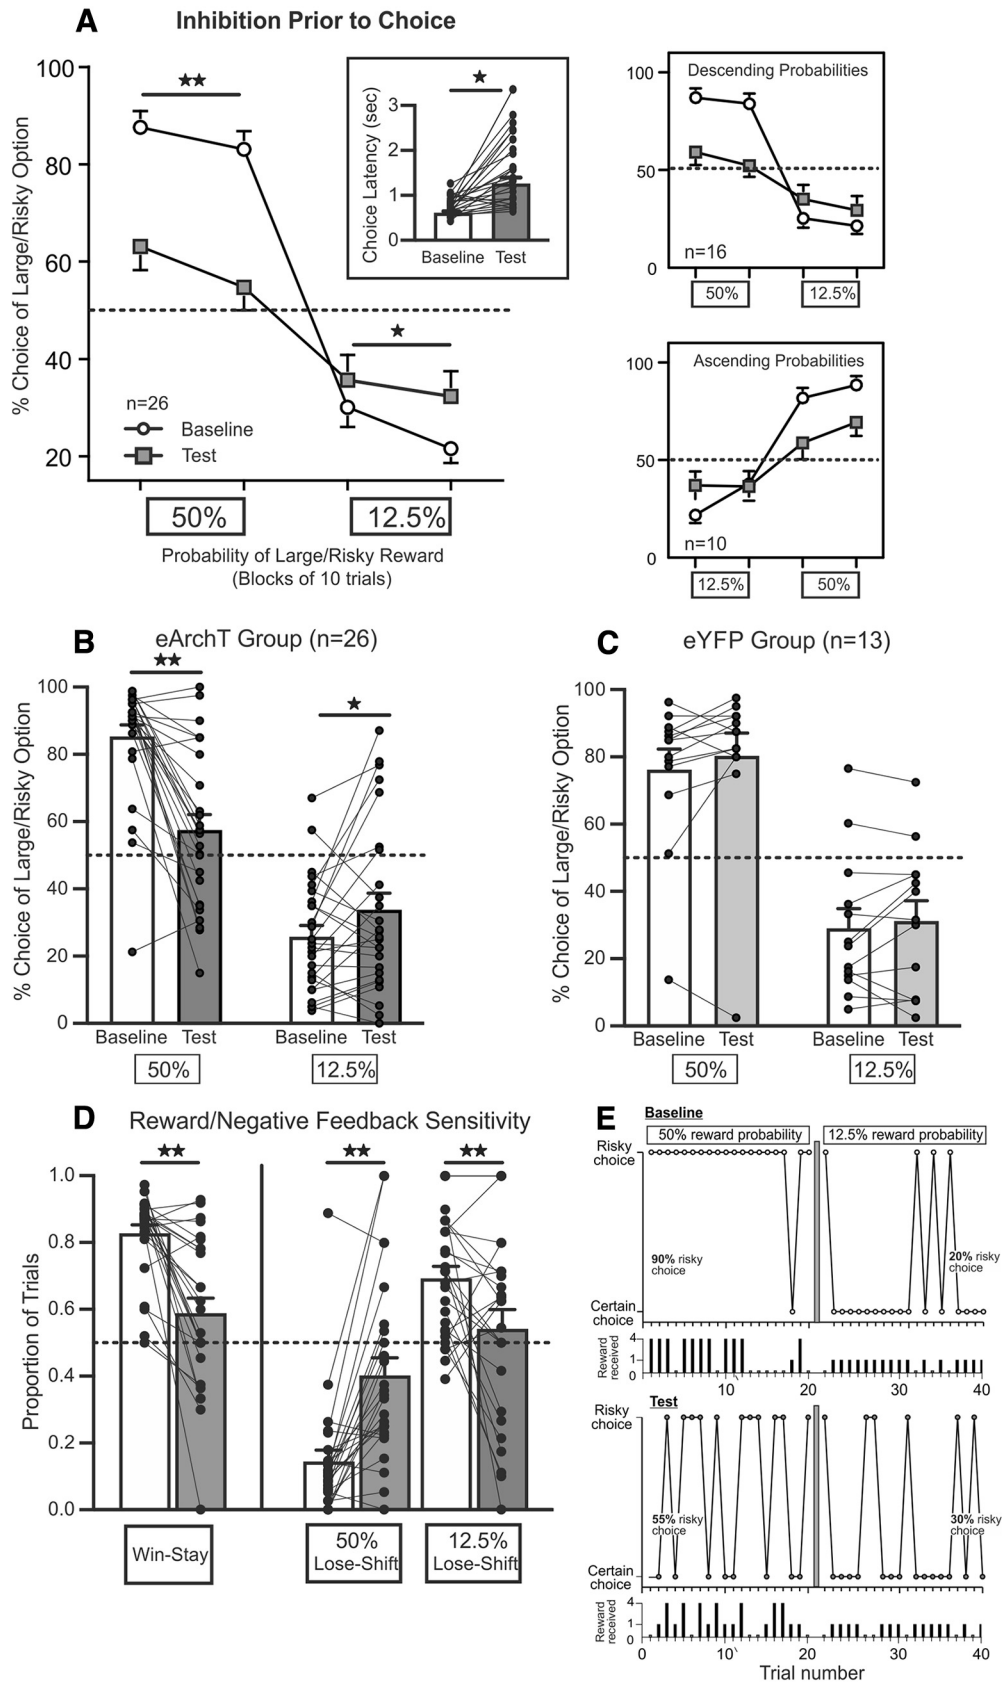 A
Inhibition Prior to Choice
% Choice of Large/Risky Option
100
80
60
40
20
★★
★
n=26
Baseline
Test
50%
12.5%
Probability of Large/Risky Reward
(Blocks of 10 trials)
Choice Latency (sec)
3
2
1
0
★
Baseline
Test
Descending Probabilities
100
50
0
n=16
50%
12.5%
Ascending Probabilities
100
50
0
n=10
12.5%
50%
B
eArchT Group (n=26)
% Choice of Large/Risky Option
100
80
60
40
20
0
★★
★
Baseline Test
Baseline Test
50%
12.5%
C
eYFP Group (n=13)
% Choice of Large/Risky Option
100
80
60
40
20
0
Baseline Test
Baseline Test
50%
12.5%
D
Reward/Negative Feedback Sensitivity
Proportion of Trials
1.0
0.8
0.6
0.4
0.2
0.0
★★
★★
★★
Win-Stay
50%
Lose-Shift
12.5%
Lose-Shift
E
Baseline
50% reward probability
12.5% reward probability
Risky
choice
90% risky
choice
20% risky
choice
Certain
choice
Reward
received
4
1
0
10
20
30
40
Test
Risky
choice
55% risky
choice
30% risky
choice
Certain
choice
Reward
received
4
1
0
0
10
20
30
40
Trial number